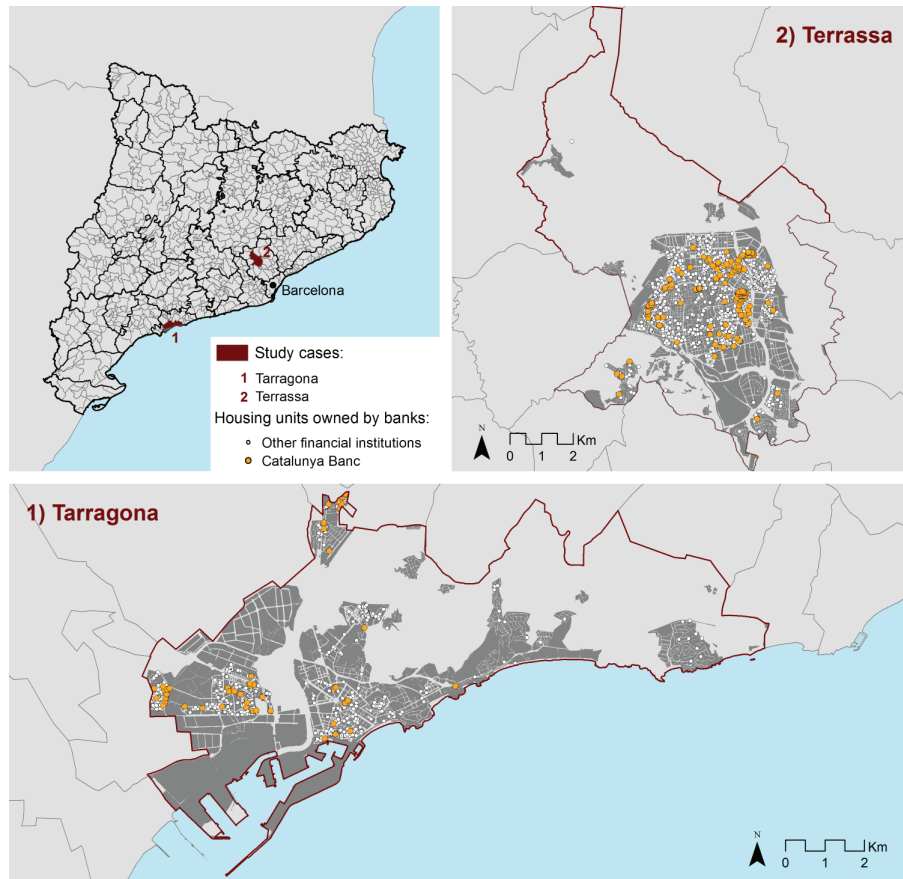 2
Barcelona
1
Study cases:
1 Tarragona
2 Terrassa
Housing units owned by banks:
Other financial institutions
Catalunya Banc
2) Terrassa
N
Km
0 1 2
1) Tarragona
N
Km
0 1 2